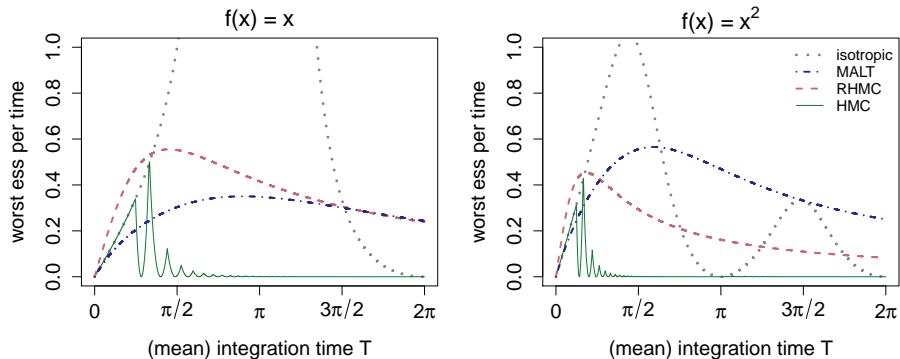 f(x) = x
worst ess per time
0.0
0.2
0.4
0.6
0.8
1.0
0
π/2
π
3π/2
2π
(mean) integration time T
f(x) = x²
worst ess per time
0.0
0.2
0.4
0.6
0.8
1.0
isotropic
MALT
RHMC
HMC
0
π/2
π
3π/2
2π
(mean) integration time T